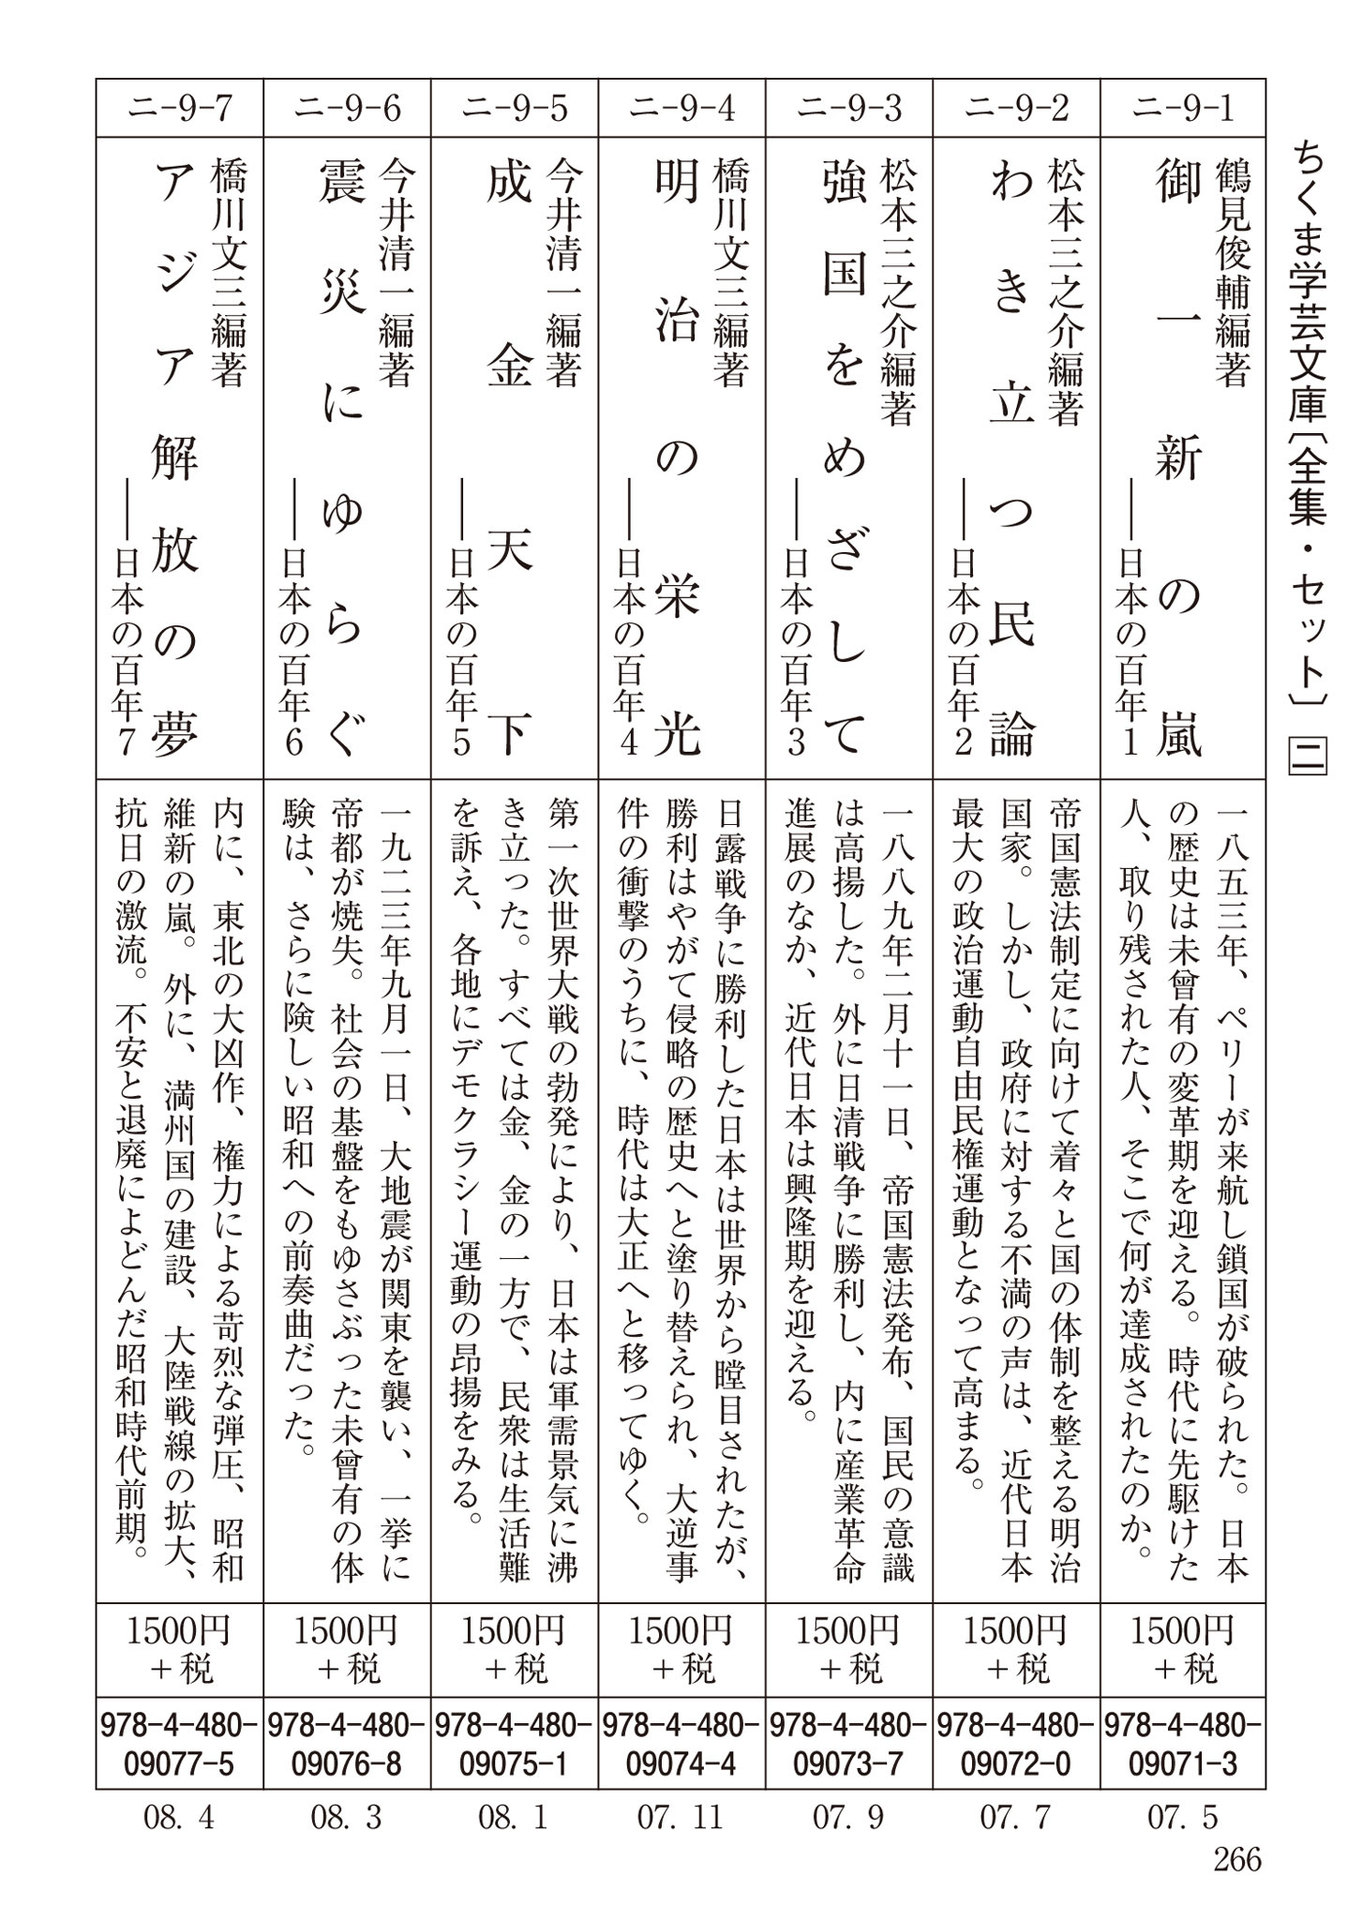 ちくま学芸文庫〔全集・セット〕 ニ
ニ-9-1
鶴見俊輔編著
御一新の嵐
――日本の百年1
一八五三年、ペリーが来航し鎖国が破られた。日本
の歴史は未曾有の変革期を迎える。時代に先駆けた
人、取り残された人、そこで何が達成されたのか。
1500円
+税
978-4-480-
09071-3
07. 5
ニ-9-2
松本三之介編著
わき立つ民論
――日本の百年2
帝国憲法制定に向けて着々と国の体制を整える明治
国家。しかし、政府に対する不満の声は、近代日本
最大の政治運動自由民権運動となって高まる。
1500円
+税
978-4-480-
09072-0
07. 7
ニ-9-3
松本三之介編著
強国をめざして
――日本の百年3
一八八九年二月十一日、帝国憲法発布、国民の意識
は高揚した。外に日清戦争に勝利し、内に産業革命
進展のなか、近代日本は興隆期を迎える。
1500円
+税
978-4-480-
09073-7
07. 9
ニ-9-4
橋川文三編著
明治の栄光
――日本の百年4
日露戦争に勝利した日本は世界から瞠目されたが、
勝利はやがて侵略の歴史へと塗り替えられ、大逆事
件の衝撃のうちに、時代は大正へと移ってゆく。
1500円
+税
978-4-480-
09074-4
07. 11
ニ-9-5
今井清一編著
成金天下
――日本の百年5
第一次世界大戦の勃発により、日本は軍需景気に沸
き立った。すべては金、金の一方で、民衆は生活難
を訴え、各地にデモクラシー運動の昂揚をみる。
1500円
+税
978-4-480-
09075-1
08. 1
ニ-9-6
今井清一編著
震災にゆらぐ
――日本の百年6
一九二三年九月一日、大地震が関東を襲い、一挙に
帝都が焼失。社会の基盤をもゆさぶった未曾有の体
験は、さらに険しい昭和への前奏曲だった。
1500円
+税
978-4-480-
09076-8
08. 3
ニ-9-7
橋川文三編著
アジア解放の夢
――日本の百年7
内に、東北の大凶作、権力による苛烈な弾圧、昭和
維新の嵐。外に、満州国の建設、大陸戦線の拡大、
抗日の激流。不安と退廃によどんだ昭和時代前期。
1500円
+税
978-4-480-
09077-5
08. 4
266